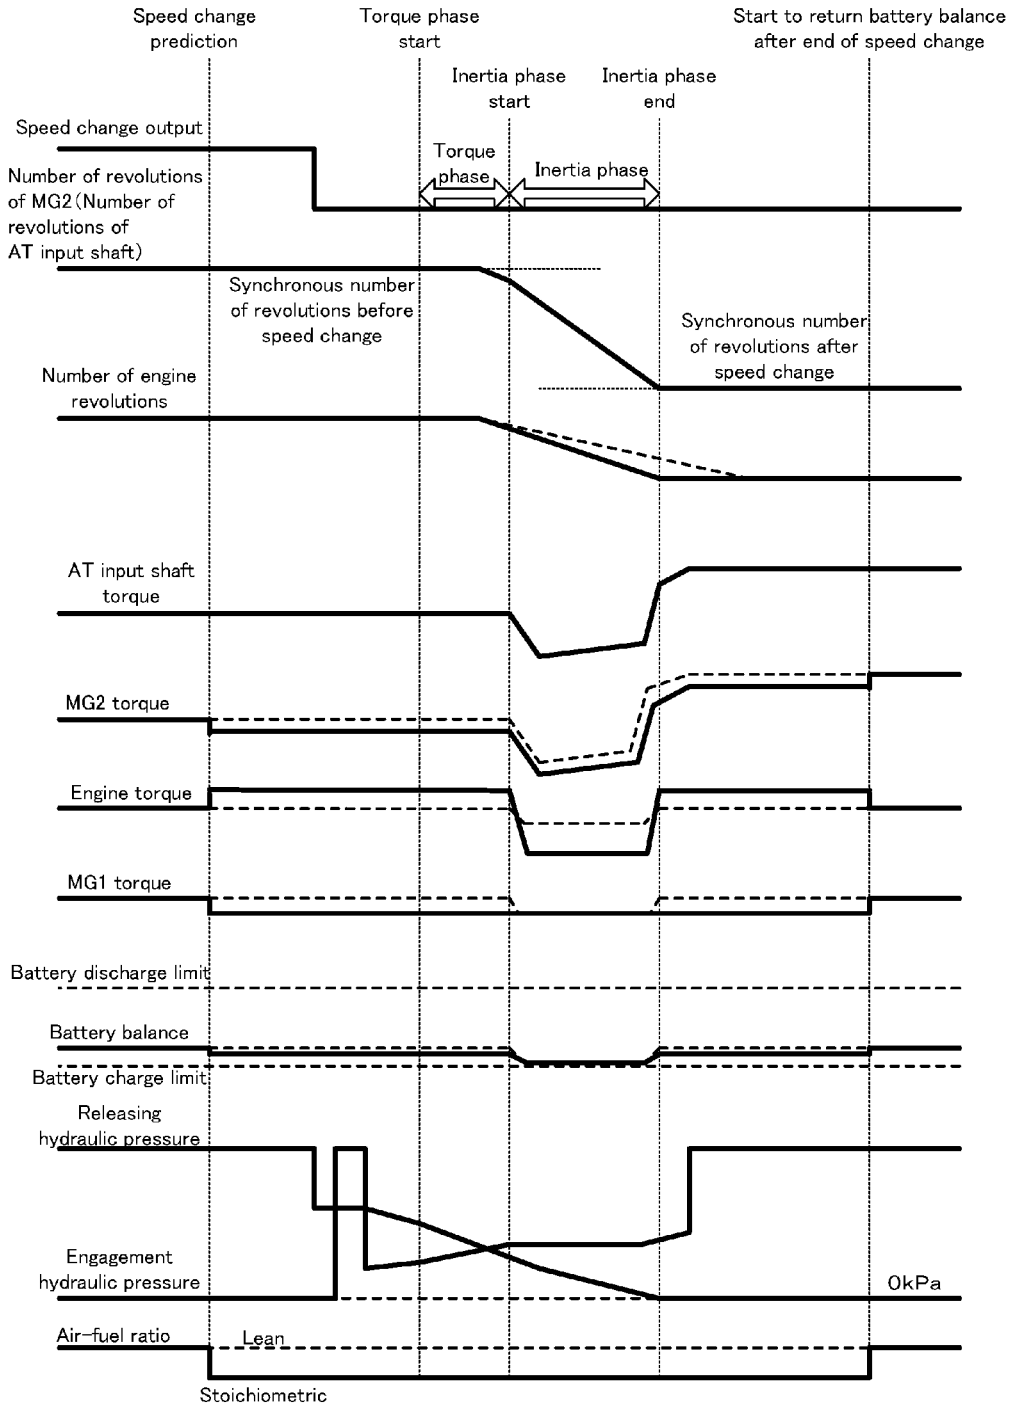 Speed change
prediction
Torque phase
start
Start to return battery balance
after end of speed change
Inertia phase
start
Inertia phase
end
Speed change output
Torque
phase
Inertia phase
Number of revolutions
of MG2(Number of
revolutions of
AT input shaft)
Synchronous number
of revolutions before
speed change
Synchronous number
of revolutions after
speed change
Number of engine
revolutions
AT input shaft
torque
MG2 torque
Engine torque
MG1 torque
Battery discharge limit
Battery balance
Battery charge limit
Releasing
hydraulic pressure
Engagement
hydraulic pressure
0kPa
Air-fuel ratio
Lean
Stoichiometric